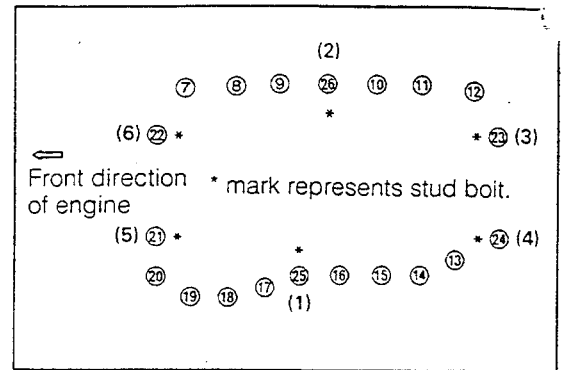 (2)
⑦ ⑧ ⑨ ㉖ ⑩ ⑪ ⑫
*
(6) ㉒ * * ㉓ (3)
Front direction * mark represents stud boit.
of engine
(5) ㉑ * * * ㉔ (4)
⑳ ⑲ ⑱ ⑰ ㉕ ⑯ ⑮ ⑭ ⑬
(1)